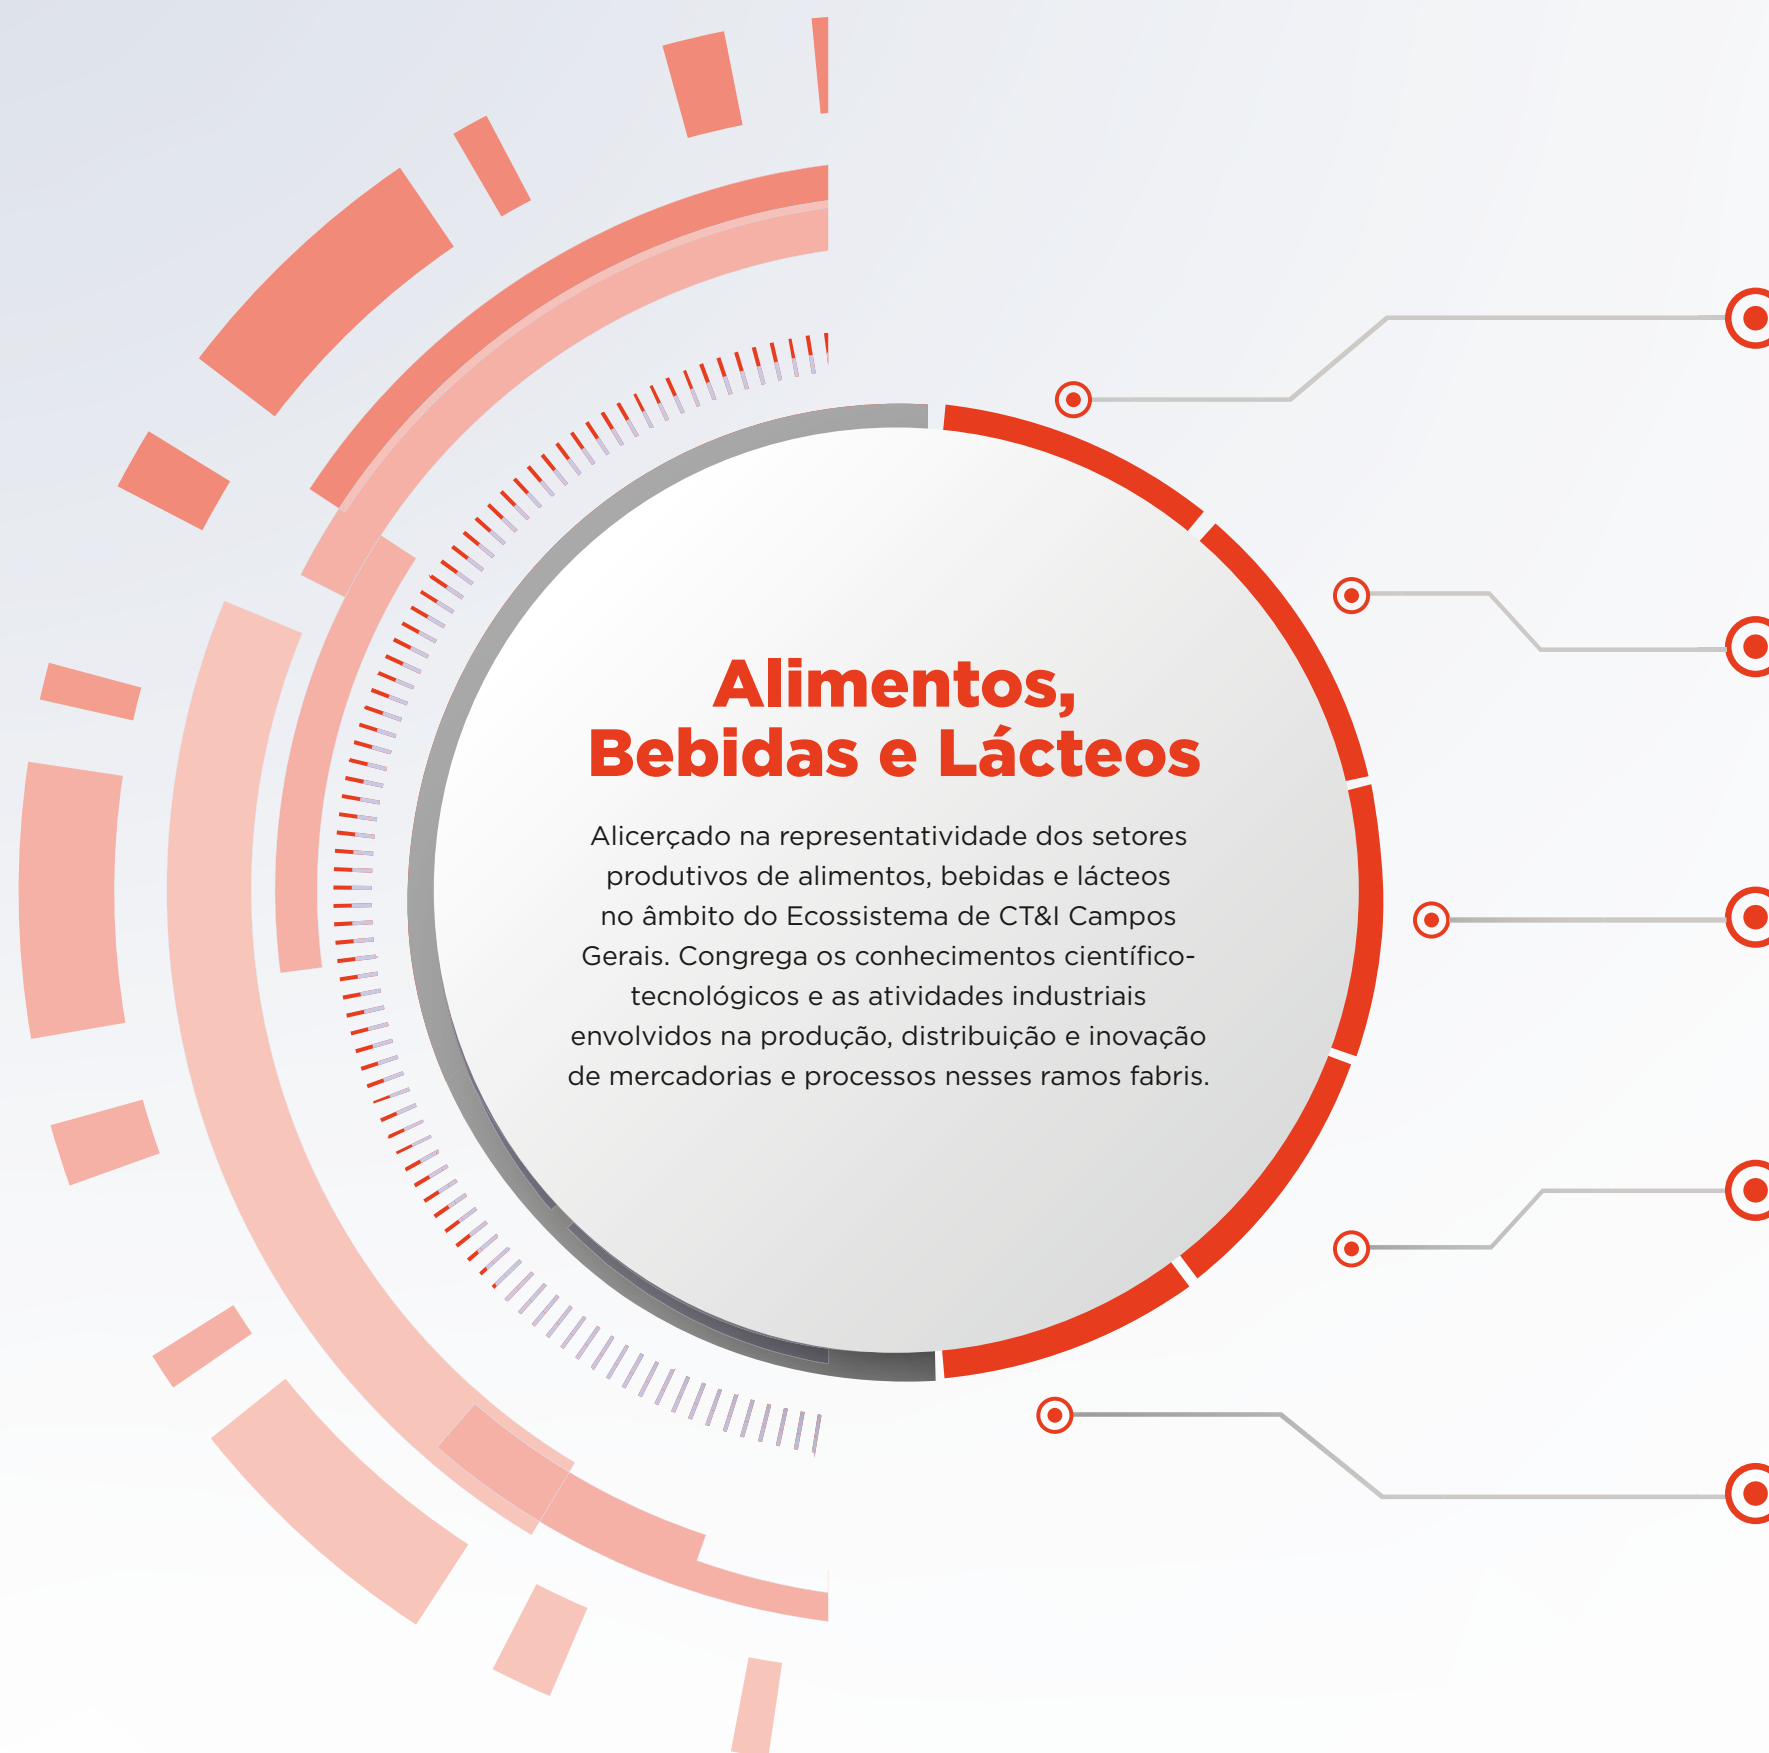 Alimentos,
Bebidas e Lácteos
Alicerçado na representatividade dos setores
produtivos de alimentos, bebidas e lácteos
no âmbito do Ecossistema de CT&I Campos
Gerais. Congrega os conhecimentos científico-
tecnológicos e as atividades industriais
envolvidos na produção, distribuição e inovação
de mercadorias e processos nesses ramos fabris.